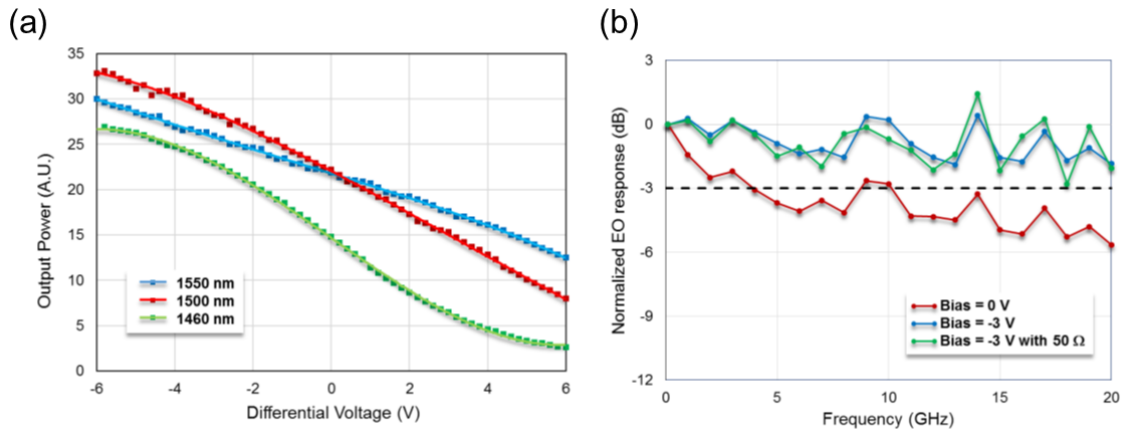 (a)
35
30
25
20
15
10
5
0
-6 -4 -2 0 2 4 6
Output Power (A.U.)
Differential Voltage (V)
1550 nm
1500 nm
1460 nm
(b)
3
0
-3
-6
-9
-12
0 5 10 15 20
Normalized EO response (dB)
Frequency (GHz)
Bias = 0 V
Bias = -3 V
Bias = -3 V with 50 Ω